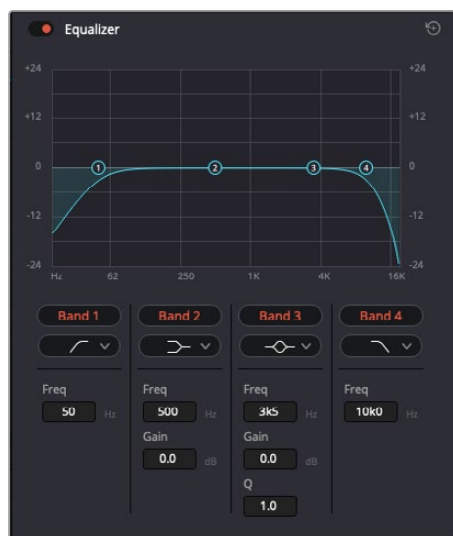 Equalizer
+24 +24
+12 +12
0 0
1 2 3 4
-12 -12
-24 -24
Hz 62 250 1K 4K 16K
Band 1 Band 2 Band 3 Band 4
Freq Freq Freq Freq
50 Hz 500 Hz 3k5 Hz 10k0 Hz
Gain Gain
0.0 dB 0.0 dB
Q
1.0